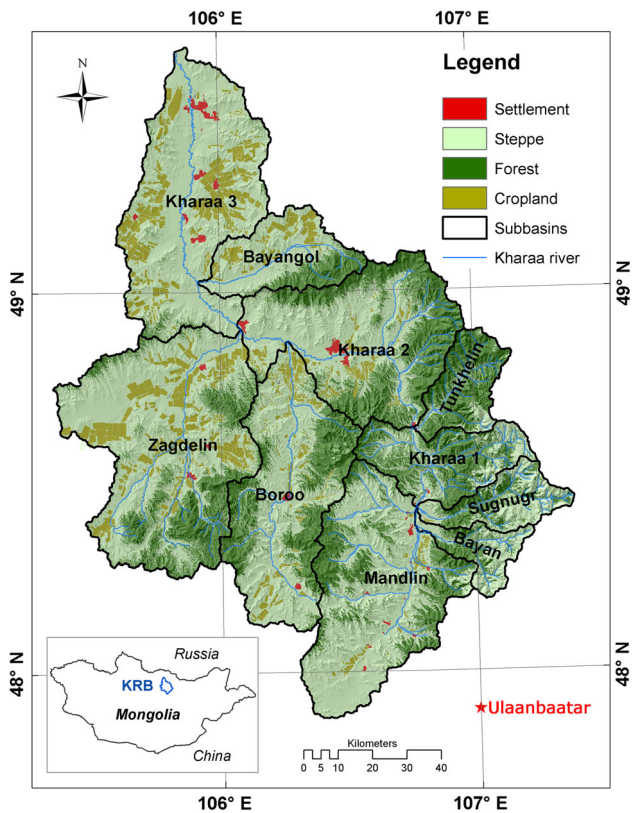 106° E
107° E
N
Legend
Settlement
Steppe
Forest
Cropland
Subbasins
Kharaa river
Kharaa 3
Bayangol
49° N
49° N
Kharaa 2
Tunkhelin
Zagdelin
Kharaa 1
Boroo
Sugnugr
Bayan
Mandlin
48° N
48° N
Russia
KRB
Mongolia
China
Ulaanbaatar
Kilometers
0 5 10 20 30 40
106° E
107° E